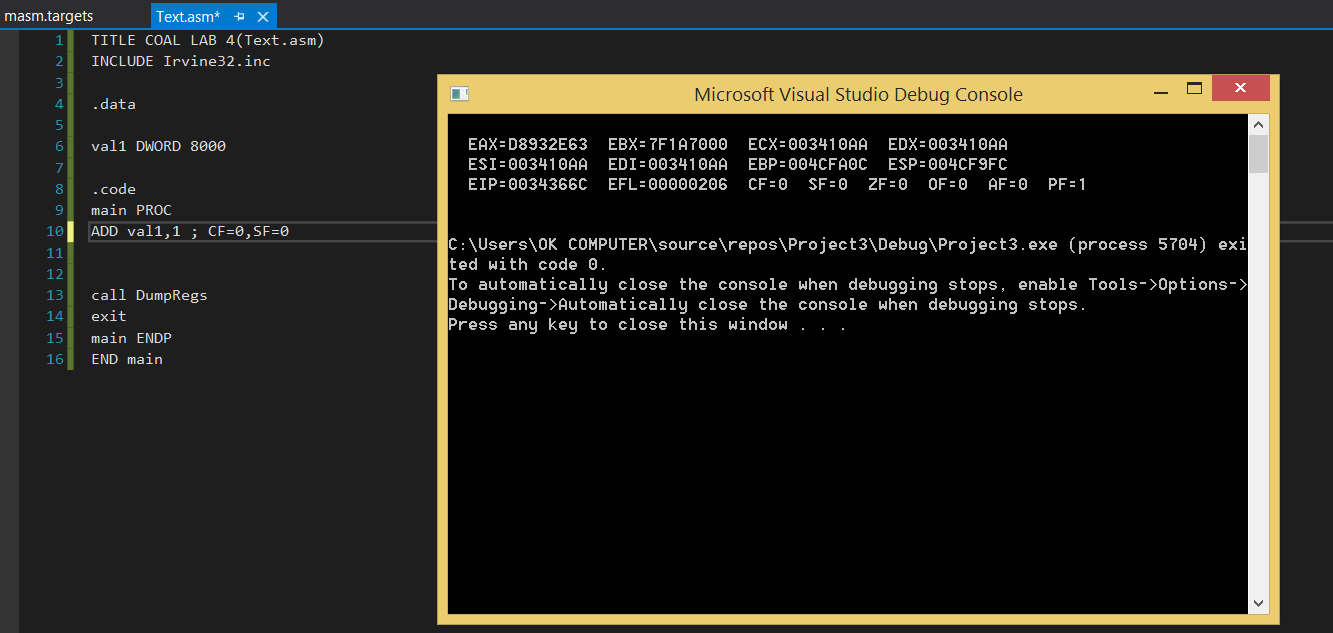 masm.targets
Text.asm*
1 TITLE COAL LAB 4(Text.asm)
2 INCLUDE Irvine32.inc
3
4 .data
5
6 val1 DWORD 8000
7
8 .code
9 main PROC
10 ADD val1,1 ; CF=0,SF=0
11
12
13 call DumpRegs
14 exit
15 main ENDP
16 END main
Microsoft Visual Studio Debug Console
EAX=D8932E63 EBX=7F1A7000 ECX=003410AA EDX=003410AA
ESI=003410AA EDI=003410AA EBP=004CFA0C ESP=004CF9FC
EIP=0034366C EFL=00000206 CF=0 SF=0 ZF=0 OF=0 AF=0 PF=1
C:\Users\OK COMPUTER\source\repos\Project3\Debug\Project3.exe (process 5704) exi
ted with code 0.
To automatically close the console when debugging stops, enable Tools->Options->
Debugging->Automatically close the console when debugging stops.
Press any key to close this window . . .